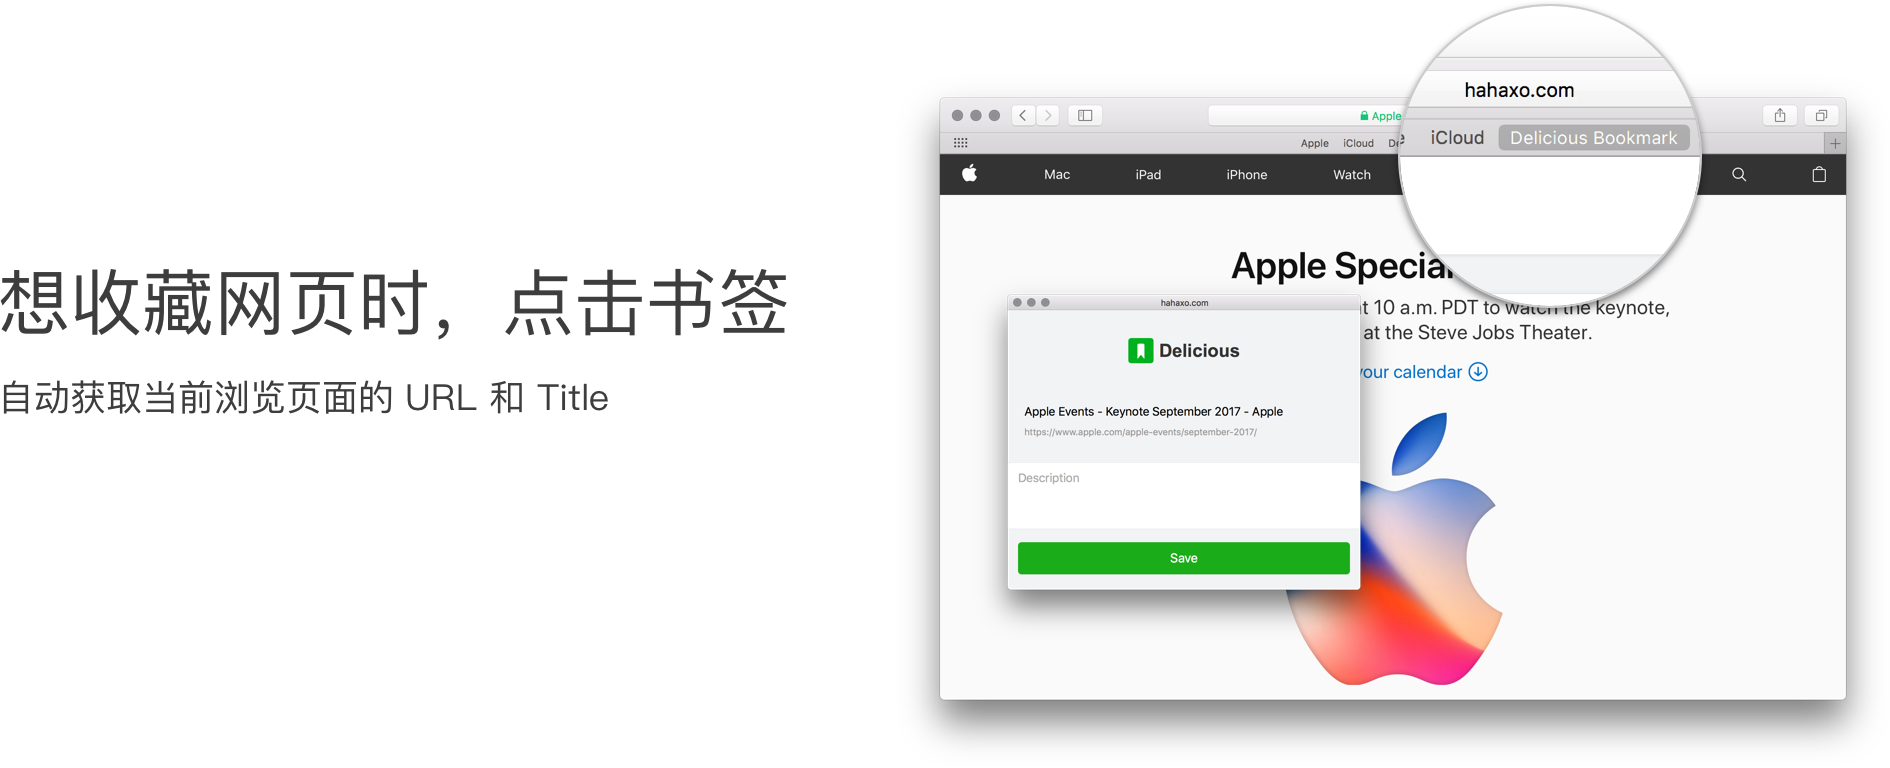 想收藏网页时，点击书签
自动获取当前浏览页面的 URL 和 Title
hahaxo.com
iCloud Delicious Bookmark
Apple
Apple iCloud
Mac iPad iPhone Watch
Apple Special
10 a.m. PDT to watch the keynote,
at the Steve Jobs Theater.
your calendar
hahaxo.com
Delicious
Apple Events - Keynote September 2017 - Apple
https://www.apple.com/apple-events/september-2017/
Description
Save